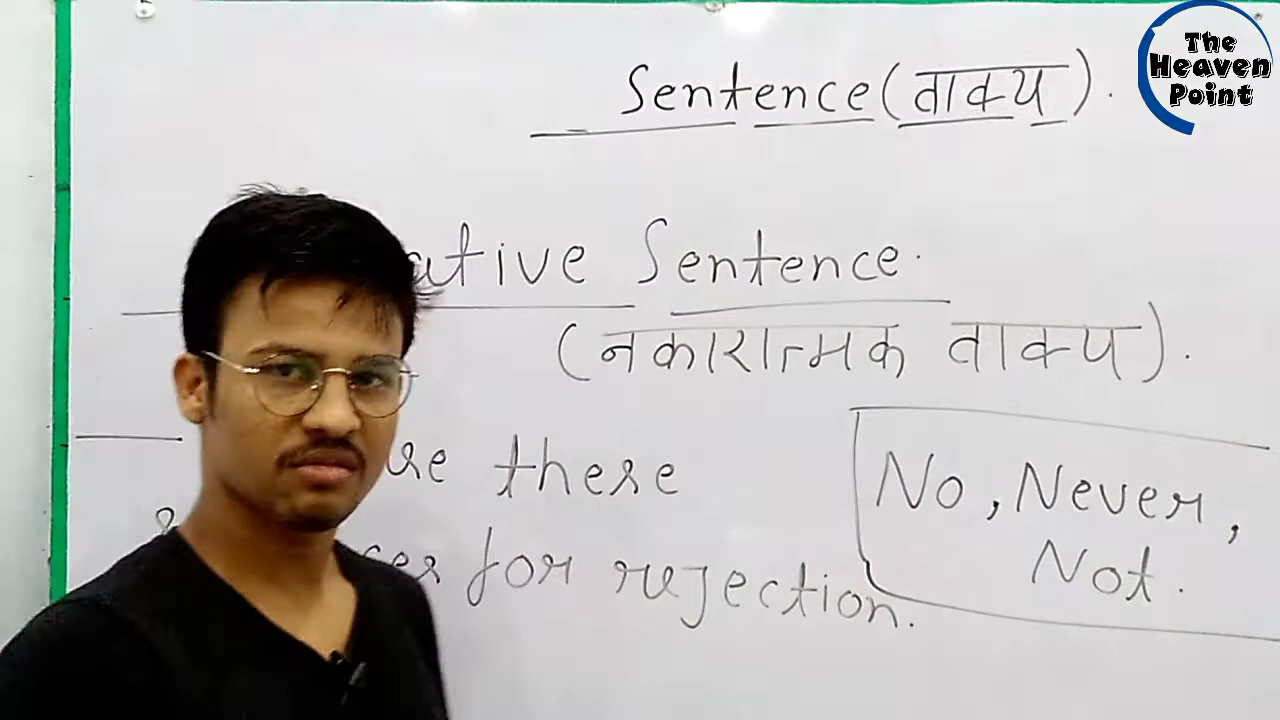 The
Heaven
Point
Sentence (वाक्य).
ative Sentence.
(नकारात्मक वाक्य).
re these
No, Never,
Not.
for rejection.